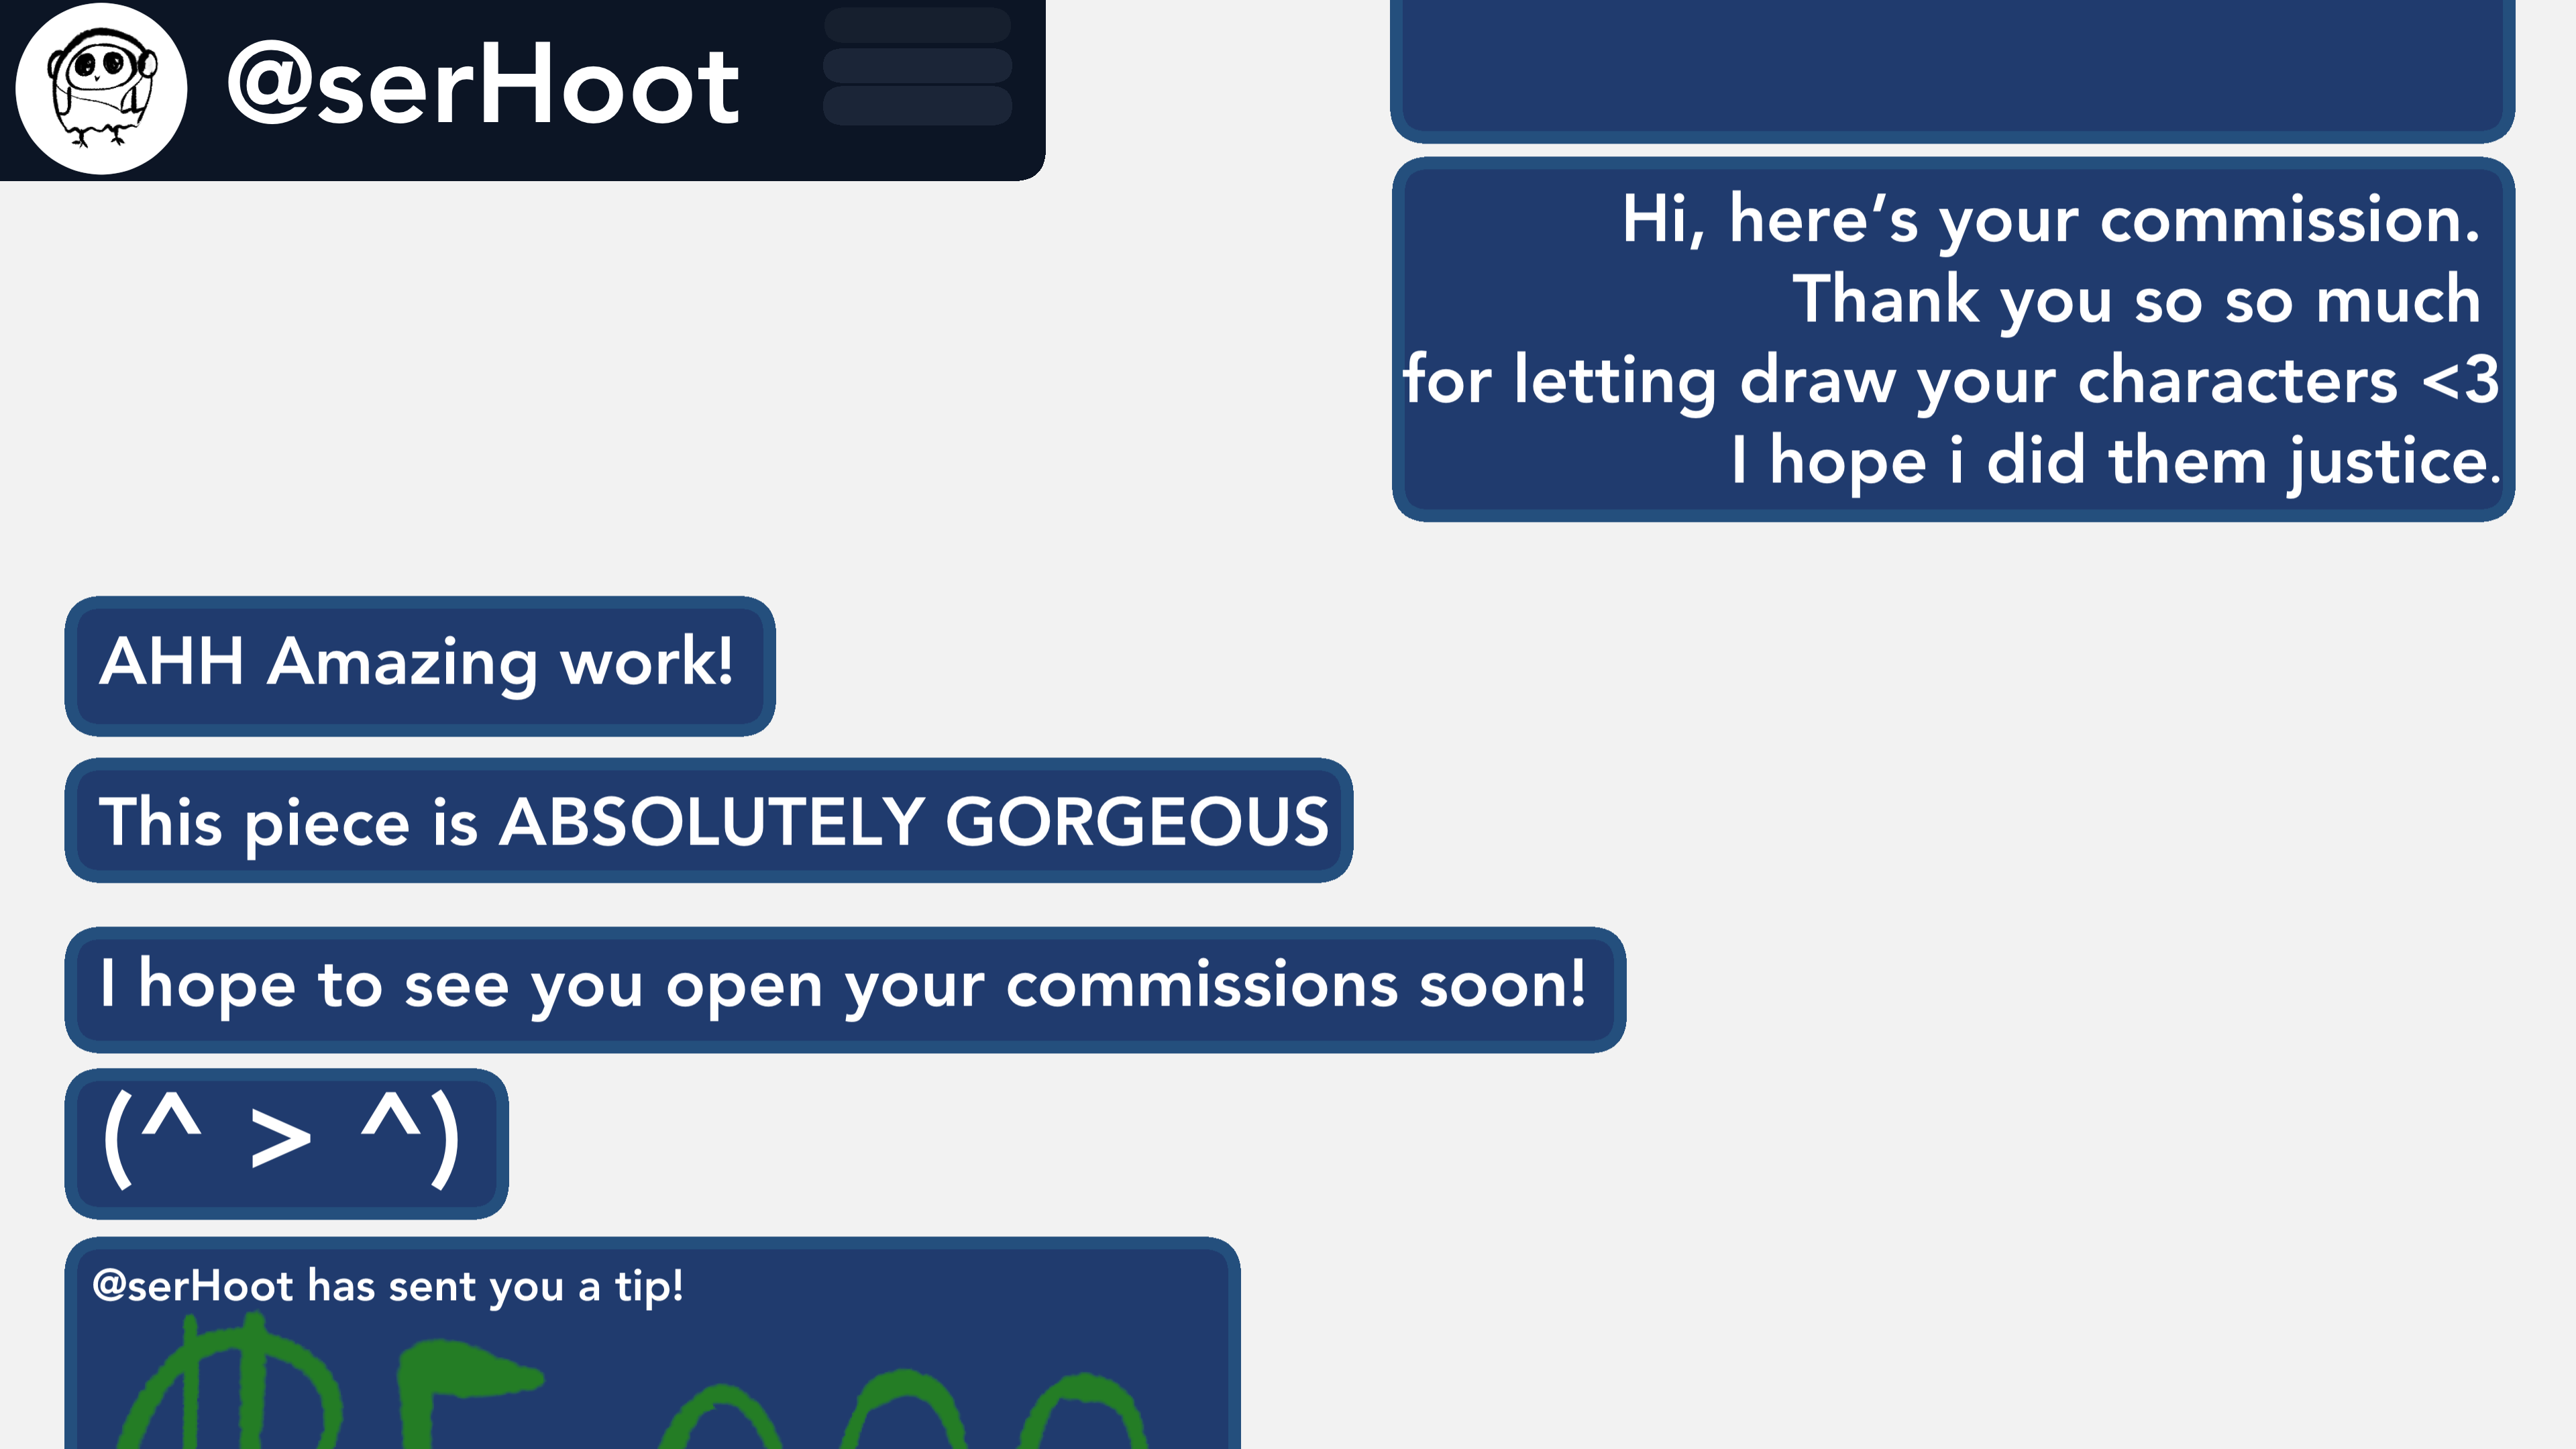 @serHoot
Hi, here’s your commission.
Thank you so so much
for letting draw your characters <3
I hope i did them justice.
AHH Amazing work!
This piece is ABSOLUTELY GORGEOUS
I hope to see you open your commissions soon!
(^ > ^)
@serHoot has sent you a tip!